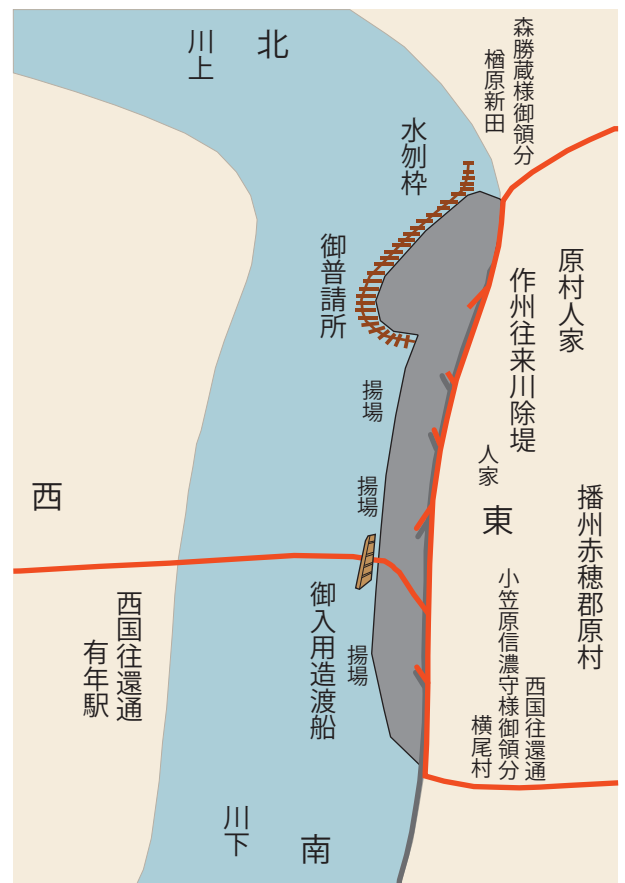 北
川上
森勝蔵様御領分
楢原新田
水刎枠
御普請所
原村人家
作州往来川除堤
揚場
人家
揚場
西
東
播州赤穂郡原村
小笠原信濃守様御領分
西国往還通
横尾村
御入用造渡船
揚場
西国往還通
有年駅
川下
南